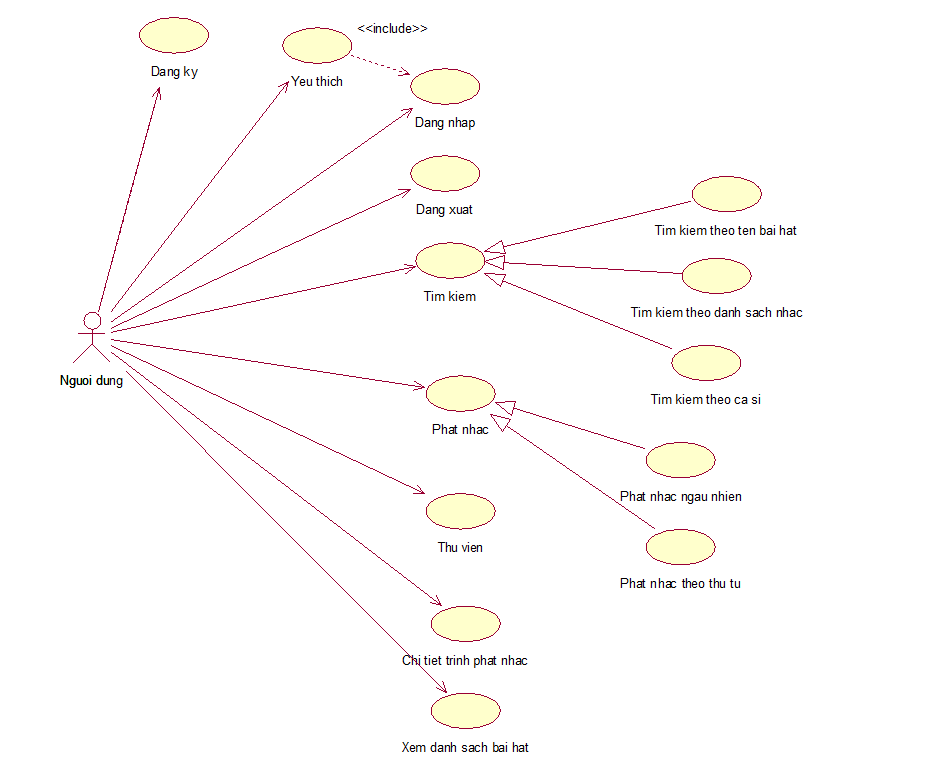 <<include>>
Dang ky
Yeu thich
Dang nhap
Dang xuat
Tim kiem theo ten bai hat
Tim kiem
Tim kiem theo danh sach nhac
Nguoi dung
Tim kiem theo ca si
Phat nhac
Phat nhac ngau nhien
Thu vien
Phat nhac theo thu tu
Chi tiet trinh phat nhac
Xem danh sach bai hat